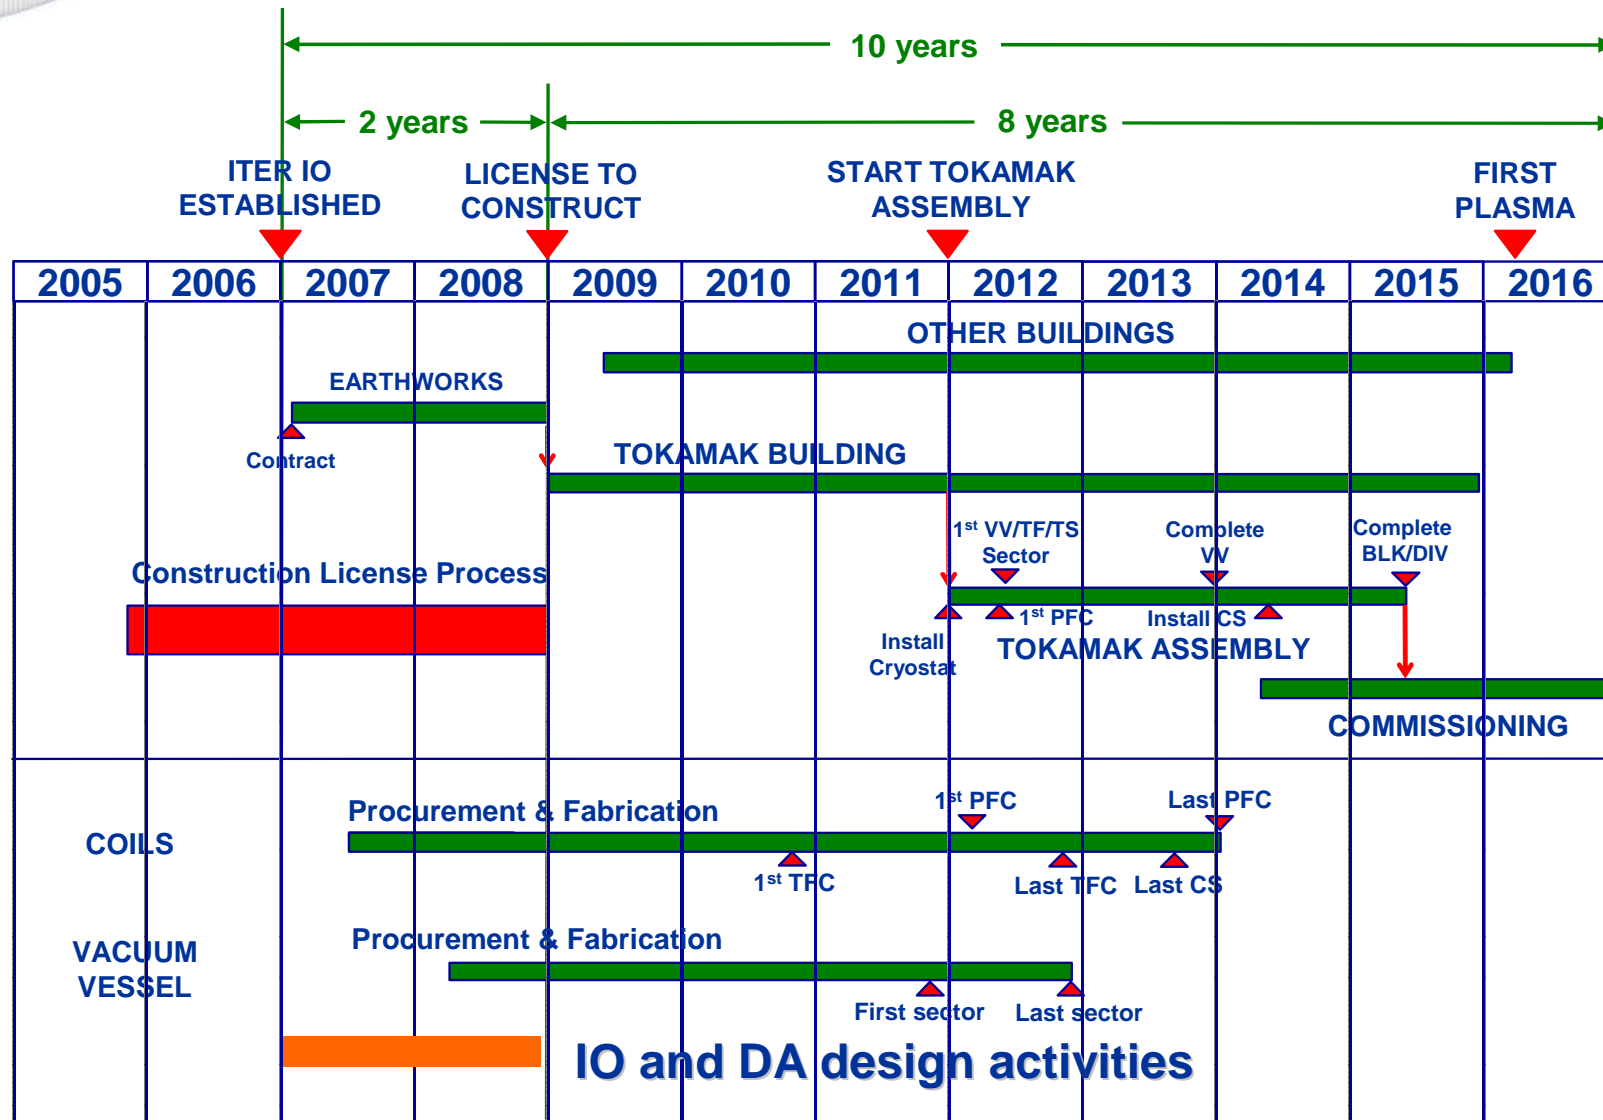 10 years
2 years
8 years
ITER IO
ESTABLISHED
LICENSE TO
CONSTRUCT
START TOKAMAK
ASSEMBLY
FIRST
PLASMA
2005 2006 2007 2008 2009 2010 2011 2012 2013 2014 2015 2016
OTHER BUILDINGS
EARTHWORKS
Contract
TOKAMAK BUILDING
1st VV/TF/TS
Sector
Complete
VV
Complete
BLK/DIV
Construction License Process
Install
Cryostat
1st PFC
Install CS
TOKAMAK ASSEMBLY
COMMISSIONING
COILS
Procurement & Fabrication
1st PFC
Last PFC
1st TFC
Last TFC
Last CS
VACUUM
VESSEL
Procurement & Fabrication
First sector
Last sector
IO and DA design activities